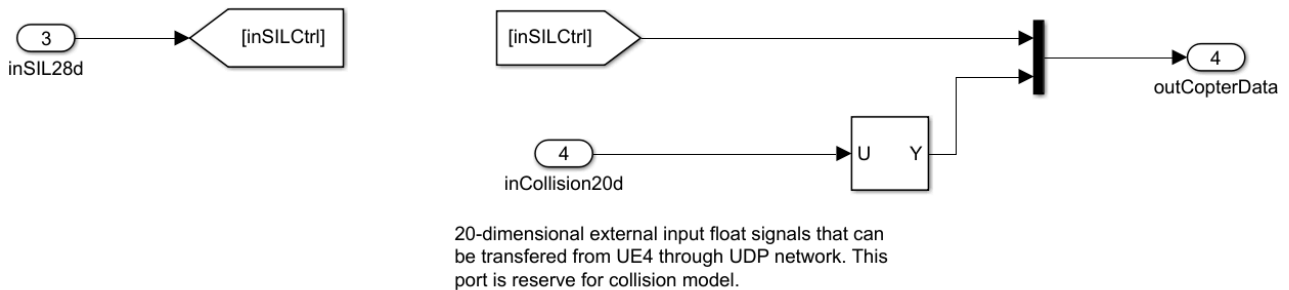 3
inSIL28d
[inSILCtrl]
[inSILCtrl]
4
outCopterData
4
inCollision20d
U Y
20-dimensional external input float signals that can
be transfered from UE4 through UDP network. This
port is reserve for collision model.